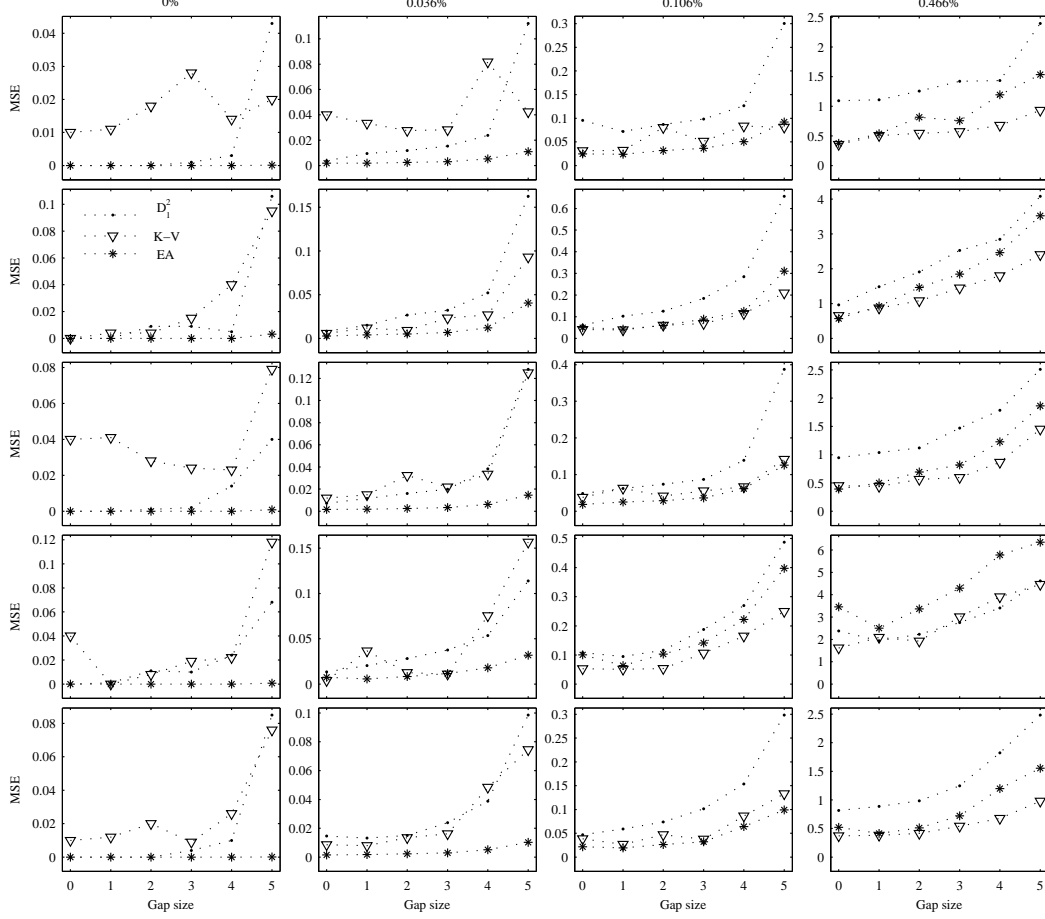 0% 0.036% 0.106% 0.466%
0.04 0.1 0.3 2.5
0.25 2
0.03 0.2 1.5
MSE 0.02 0.05 0.15 1
0.01 0.1 0.5
0.05
0 0 0 0
0.1 0.15 0.6 4
0.08 0.5
MSE 0.06 0.1 0.4 3
0.3 2
0.04 0.05 0.2
0.02 0.1 1
0 0 0 0
D₁²
K−V
EA
0.08 0.12 0.4 2.5
0.06 0.1 0.3 2
MSE 0.04 0.08 0.2 1.5
0.06
0.04 1
0.02 0.02 0.1 0.5
0 0 0 0
0.12 0.15 0.5 6
0.1 0.4 5
MSE 0.08 0.1 0.3 4
0.06 3
0.04 0.05 0.2 2
0.02 0.1 1
0 0 0 0
0.08 0.1 0.3 2.5
0.08 0.25 2
MSE 0.06 0.06 0.2 1.5
0.04 0.04 0.15 1
0.1
0.02 0.02 0.05 0.5
0 0 0 0
0 1 2 3 4 5 0 1 2 3 4 5 0 1 2 3 4 5 0 1 2 3 4 5
Gap size Gap size Gap size Gap size